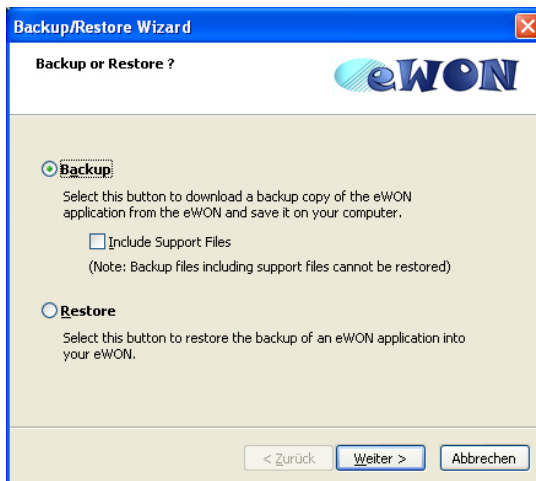 Backup/Restore Wizard
Backup or Restore ?
eWON
Backup
Select this button to download a backup copy of the eWON
application from the eWON and save it on your computer.
Include Support Files
(Note: Backup files including support files cannot be restored)
Restore
Select this button to restore the backup of an eWON application into
your eWON.
< Zurück
Weiter >
Abbrechen